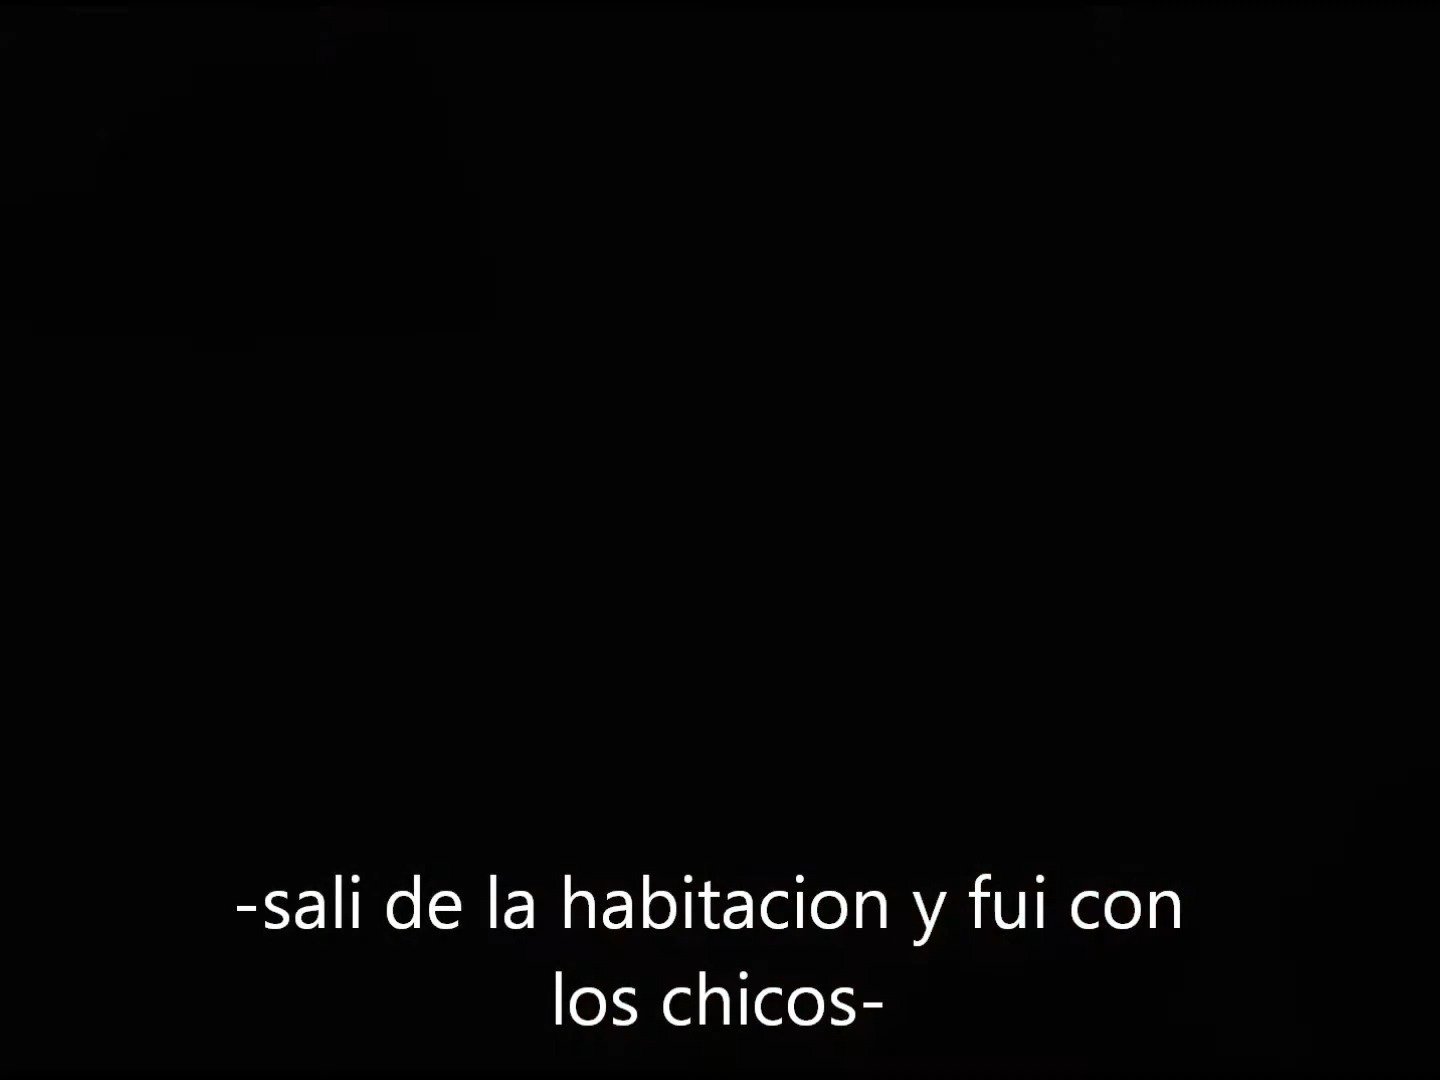 -sali de la habitacion y fui con
los chicos-